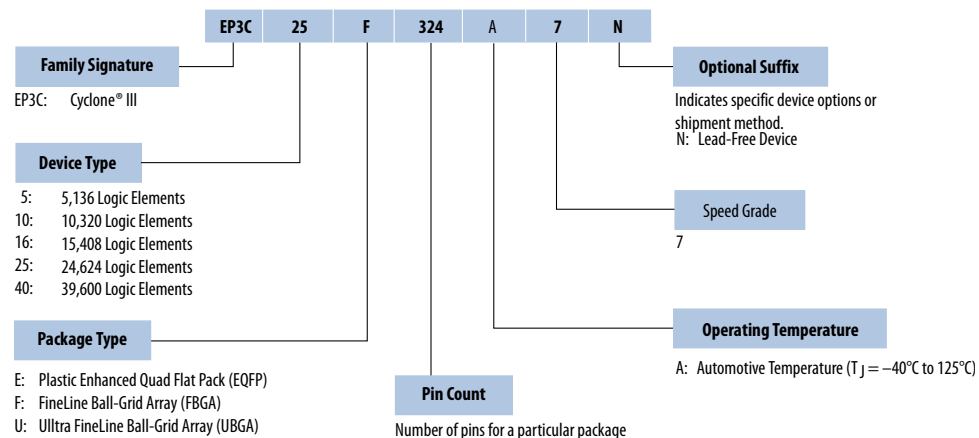 EP3C 25 F 324 A 7 N
Family Signature
EP3C: Cyclone® III
Optional Suffix
Indicates specific device options or
shipment method.
N: Lead-Free Device
Device Type
5: 5,136 Logic Elements
10: 10,320 Logic Elements
16: 15,408 Logic Elements
25: 24,624 Logic Elements
40: 39,600 Logic Elements
Speed Grade
7
Package Type
E: Plastic Enhanced Quad Flat Pack (EQFP)
F: FineLine Ball-Grid Array (FBGA)
U: Ulltra FineLine Ball-Grid Array (UBGA)
Pin Count
Number of pins for a particular package
Operating Temperature
A: Automotive Temperature (T J = −40°C to 125°C)